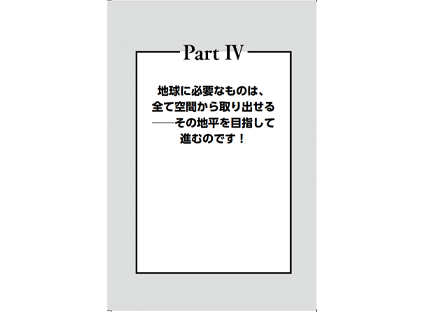 Part IV
地球に必要なものは、
全て空間から取り出せる
──その地平を目指して
進むのです！